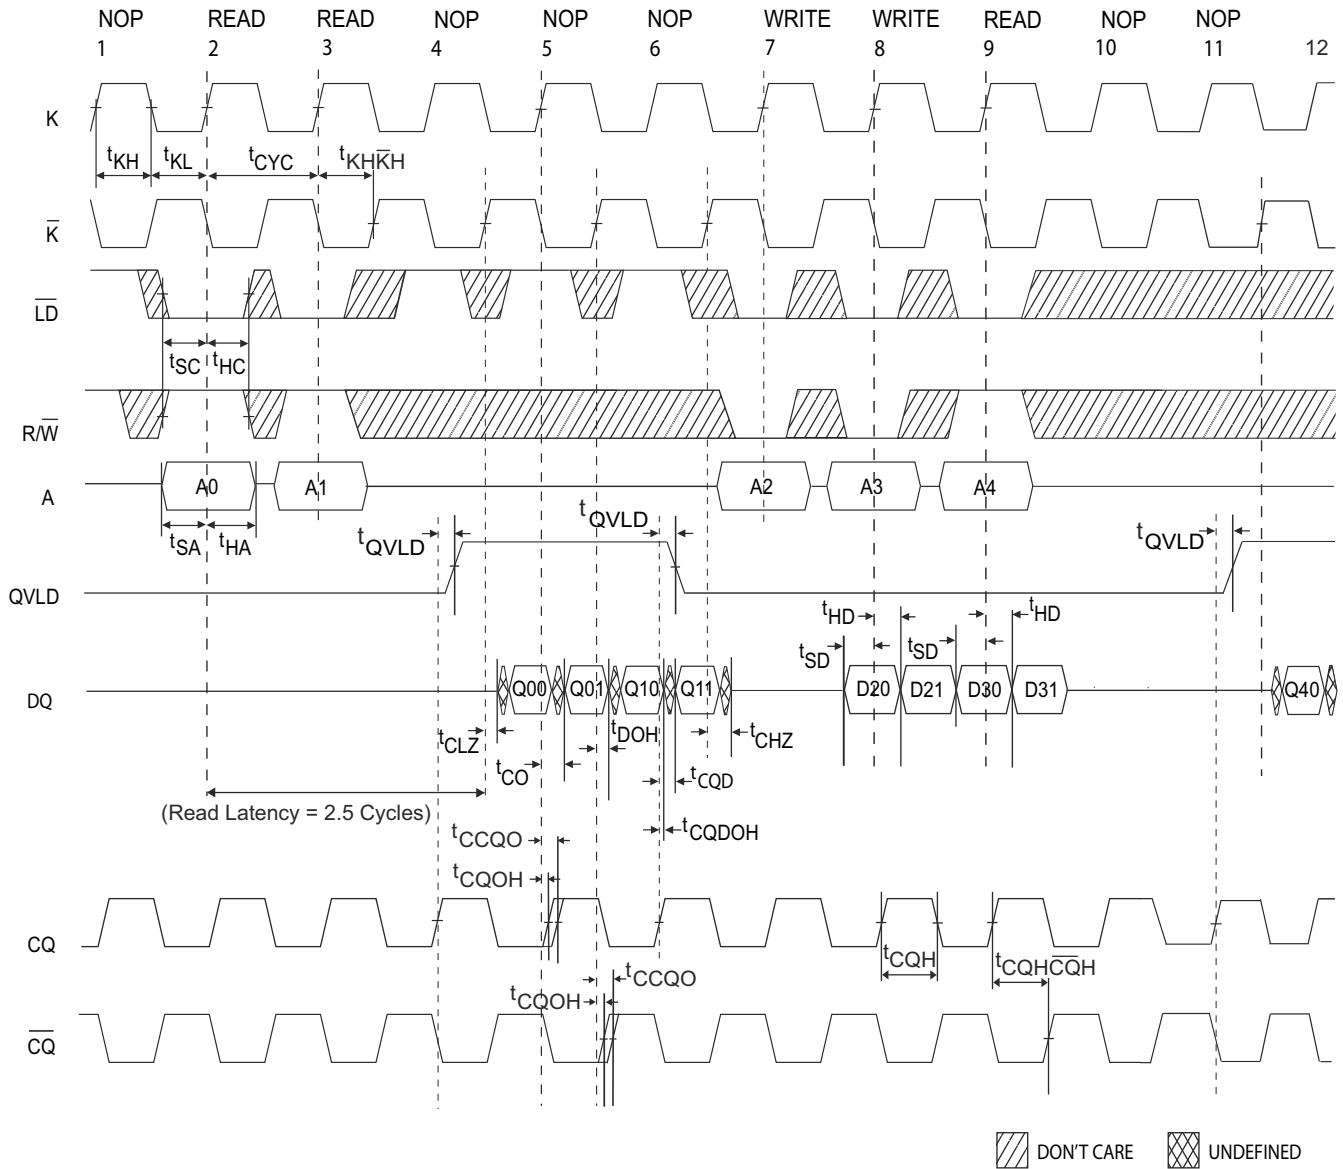 NOP READ READ NOP NOP NOP WRITE WRITE READ NOP NOP
1 2 3 4 5 6 7 8 9 10 11 12
K
tKH tKL tCYC tKHK̅H
K̅
L̅D̅
tSC tHC
R/W̅
A A0 A1 A2 A3 A4
tSA tHA tQVLD tQVLD tQVLD
QVLD
tHD tHD
tSD tSD
DQ Q00 Q01 Q10 Q11 D20 D21 D30 D31 Q40
tCLZ tDOH tCHZ
tCO tCQD
(Read Latency = 2.5 Cycles)
tCQDOH
tCCQO
tCQOH
CQ
tCQH tCQHC̅Q̅H
tCCQO
tCQOH
C̅Q̅
DON'T CARE UNDEFINED